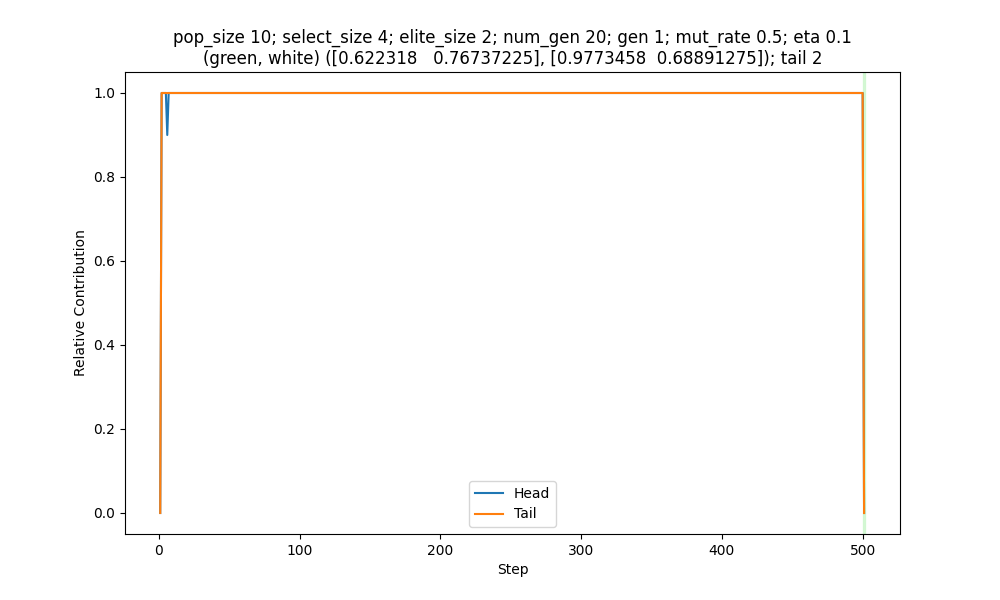 pop_size 10; select_size 4; elite_size 2; num_gen 20; gen 1; mut_rate 0.5; eta 0.1
(green, white) ([0.622318   0.76737225], [0.9773458  0.68891275]); tail 2
1.0
0.8
0.6
0.4
0.2
0.0
Relative Contribution
Head
Tail
0
100
200
300
400
500
Step